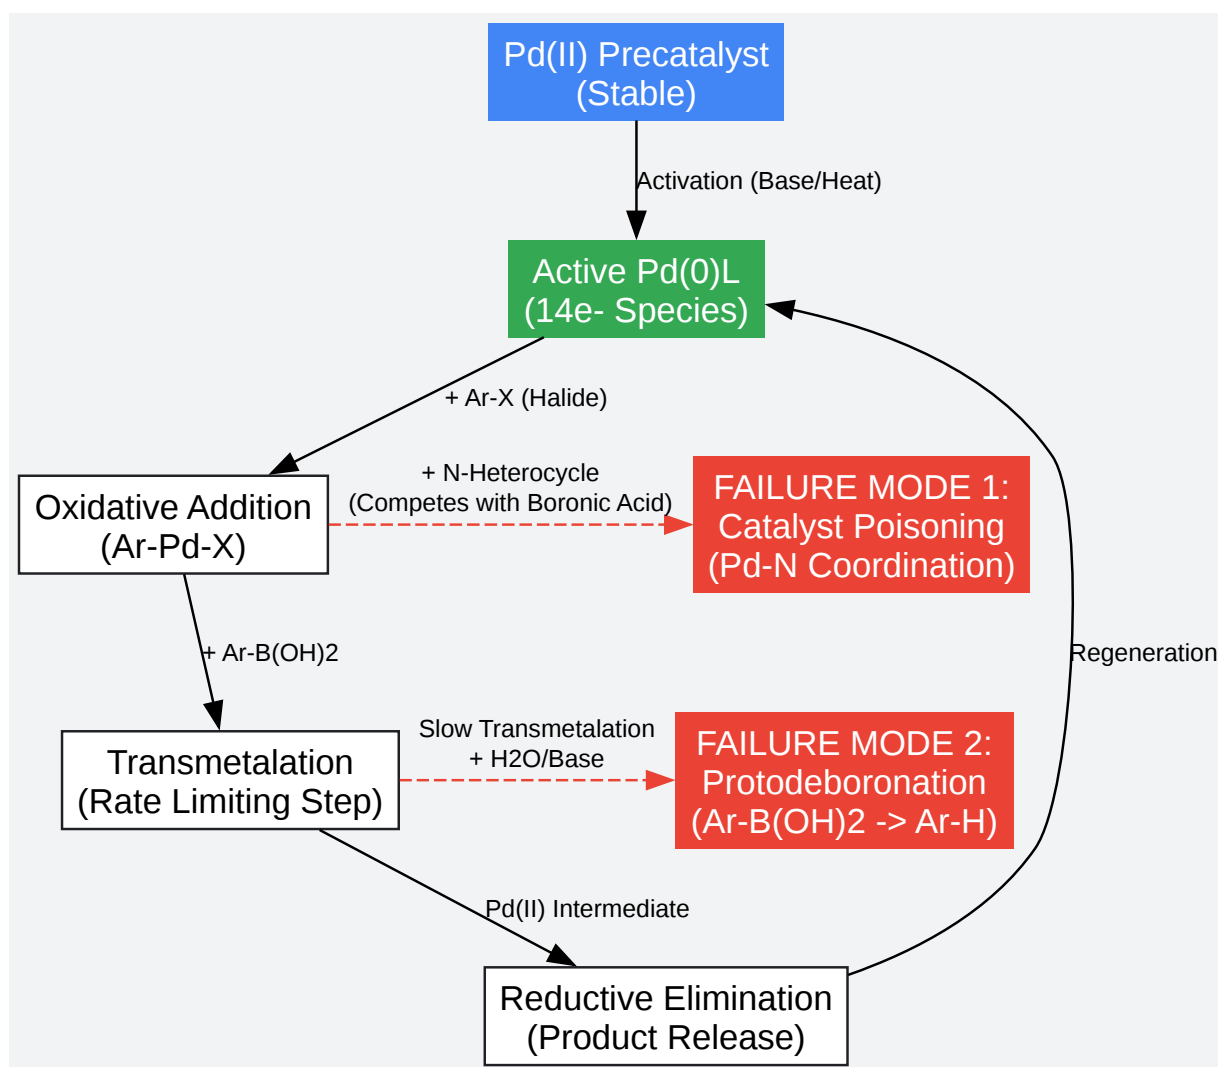 Pd(II) Precatalyst
(Stable)
Activation (Base/Heat)
Active Pd(0)L
(14e- Species)
+ Ar-X (Halide)
+ N-Heterocycle
(Competes with Boronic Acid)
Oxidative Addition
(Ar-Pd-X)
FAILURE MODE 1:
Catalyst Poisoning
(Pd-N Coordination)
+ Ar-B(OH)2
Regeneration
Slow Transmetalation
+ H2O/Base
Transmetalation
(Rate Limiting Step)
FAILURE MODE 2:
Protodeboronation
(Ar-B(OH)2 -> Ar-H)
Pd(II) Intermediate
Reductive Elimination
(Product Release)